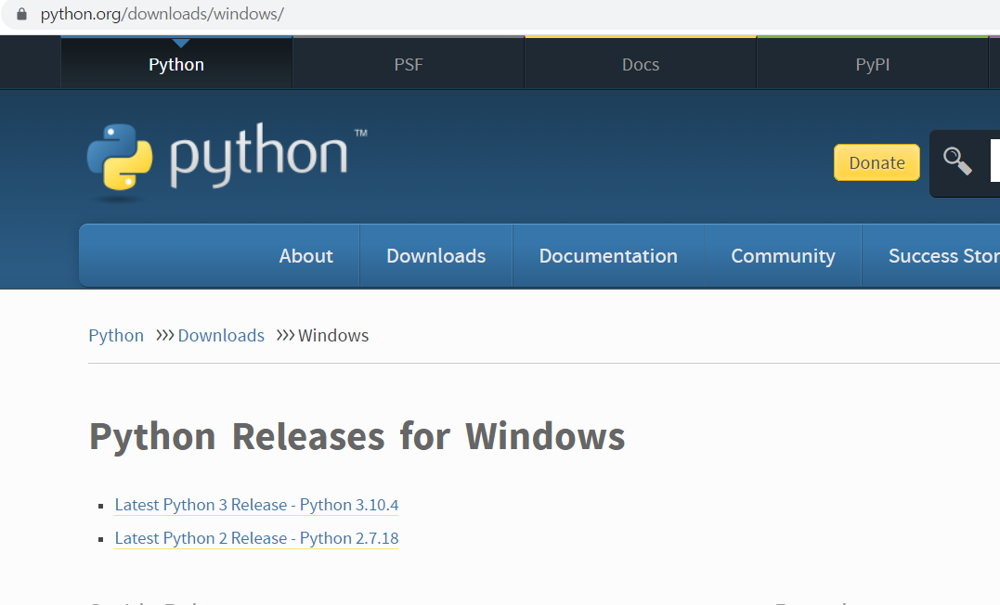 python.org/downloads/windows/
Python PSF Docs PyPI
python™
Donate
About Downloads Documentation Community Success
Python >>> Downloads >>> Windows
Python Releases for Windows
Latest Python 3 Release - Python 3.10.4
Latest Python 2 Release - Python 2.7.18